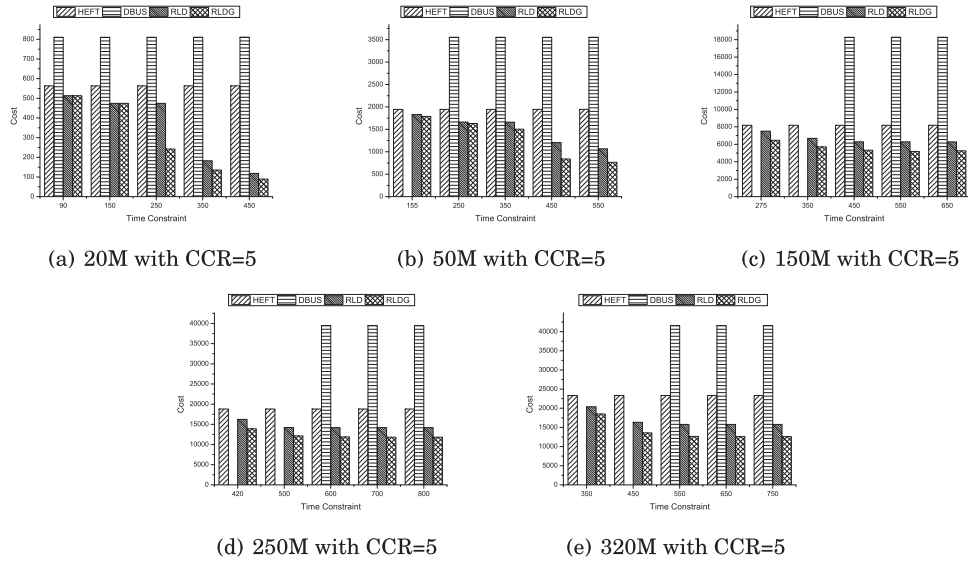 HEFT DBUS RLD RLDG
800
700
600
500
400
300
200
100
0
Cost
90 150 250 350 450
Time Constraint
(a) 20M with CCR=5
HEFT DBUS RLD RLDG
3500
3000
2500
2000
1500
1000
500
0
Cost
155 250 350 450 550
Time Constraint
(b) 50M with CCR=5
HEFT DBUS RLD RLDG
18000
16000
14000
12000
10000
8000
6000
4000
2000
0
Cost
275 350 450 550 650
Time Constraint
(c) 150M with CCR=5
HEFT DBUS RLD RLDG
40000
35000
30000
25000
20000
15000
10000
5000
0
Cost
420 500 600 700 800
Time Constraint
(d) 250M with CCR=5
HEFT DBUS RLD RLDG
40000
35000
30000
25000
20000
15000
10000
5000
0
Cost
350 450 550 650 750
Time Constraint
(e) 320M with CCR=5